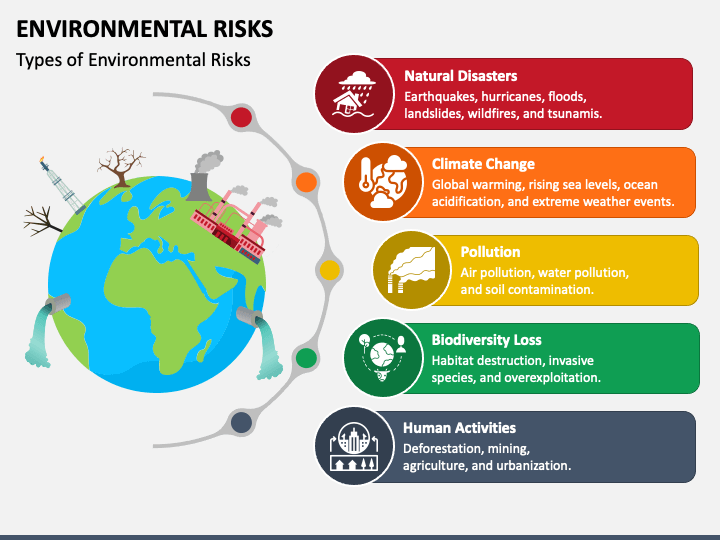 ENVIRONMENTAL RISKS
Types of Environmental Risks
Natural Disasters
Earthquakes, hurricanes, floods,
landslides, wildfires, and tsunamis.
Climate Change
Global warming, rising sea levels, ocean
acidification, and extreme weather events.
Pollution
Air pollution, water pollution,
and soil contamination.
Biodiversity Loss
Habitat destruction, invasive
species, and overexploitation.
Human Activities
Deforestation, mining,
agriculture, and urbanization.